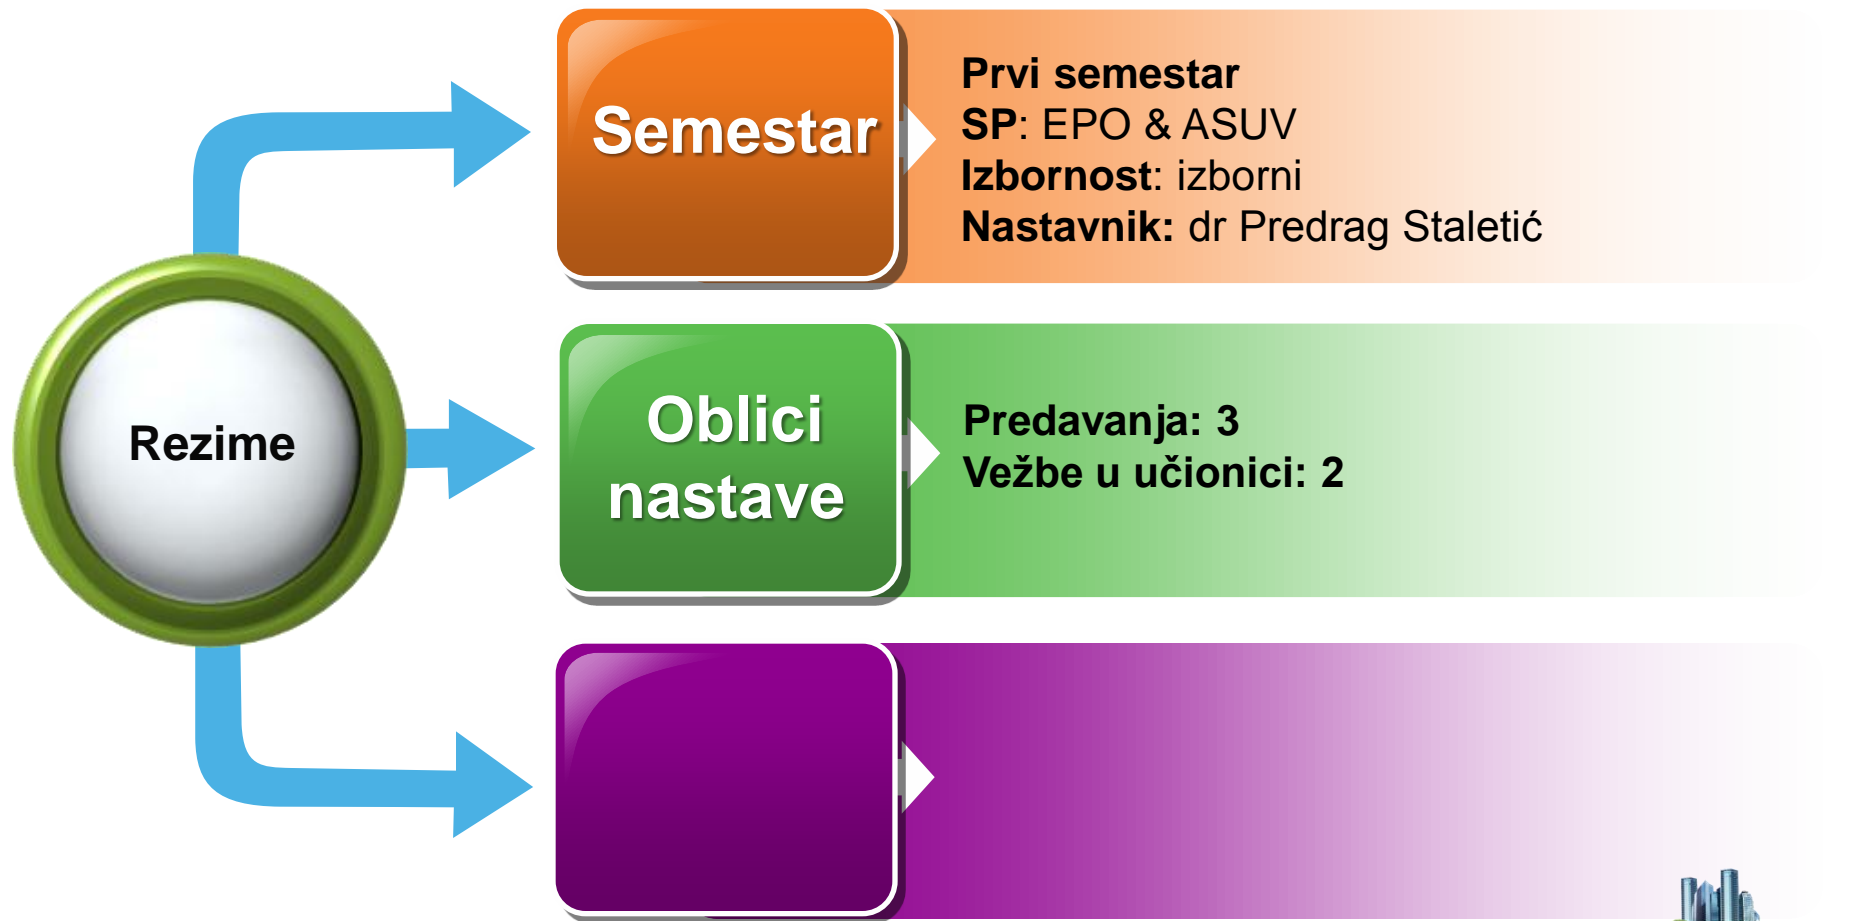 Rezime
Semestar
Prvi semestar
SP: EPO & ASUV
Izbornost: izborni
Nastavnik: dr Predrag Staletić
Oblici
nastave
Predavanja: 3
Vežbe u učionici: 2